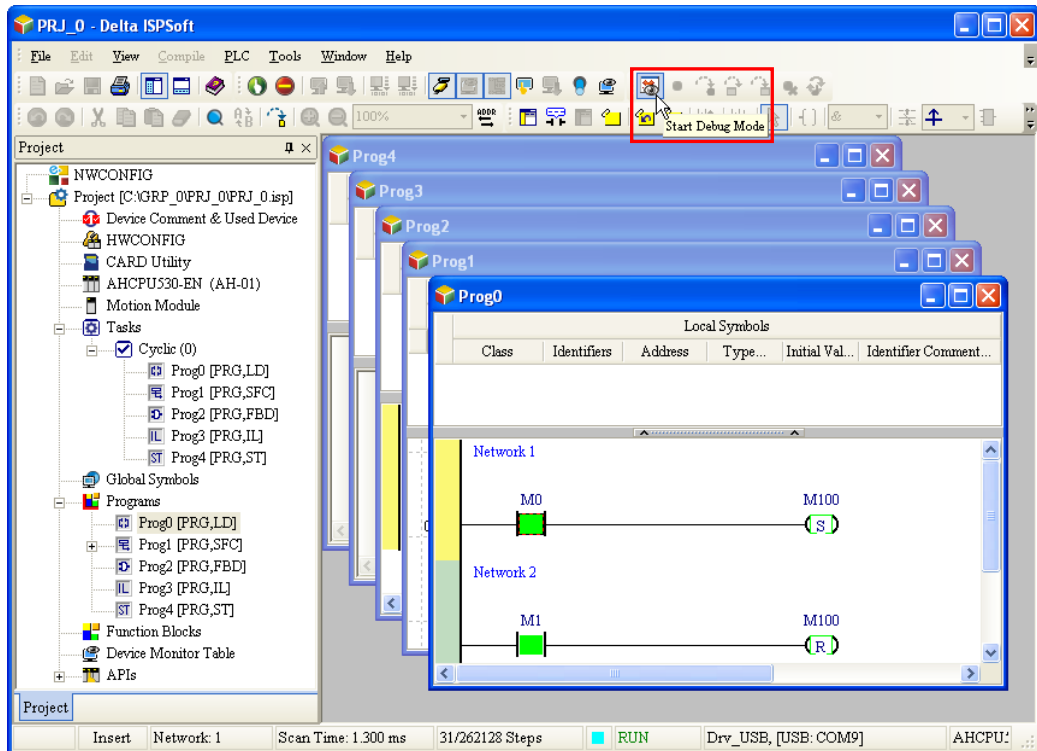 PRJ_0 - Delta ISPSoft
File Edit View Compile PLC Tools Window Help
100%
ADDR
&
Start Debug Mode
Project
NWCONFIG
Project [C:\GRP_0\PRJ_0\PRJ_0.isp]
Device Comment & Used Device
HWCONFIG
CARD Utility
AHCPU530-EN (AH-01)
Motion Module
Tasks
Cyclic (0)
Prog0 [PRG,LD]
Prog1 [PRG,SFC]
Prog2 [PRG,FBD]
IL Prog3 [PRG,IL]
ST Prog4 [PRG,ST]
Global Symbols
Programs
Prog0 [PRG,LD]
Prog1 [PRG,SFC]
Prog2 [PRG,FBD]
IL Prog3 [PRG,IL]
ST Prog4 [PRG,ST]
Function Blocks
Device Monitor Table
APIs
Project
Prog4
Prog3
Prog2
Prog1
Prog0
Local Symbols
Class Identifiers Address Type... Initial Val... Identifier Comment...
Network 1
M0 M100
S
Network 2
M1 M100
R
Insert Network: 1 Scan Time: 1.300 ms 31/262128 Steps RUN Drv_USB, [USB: COM9]